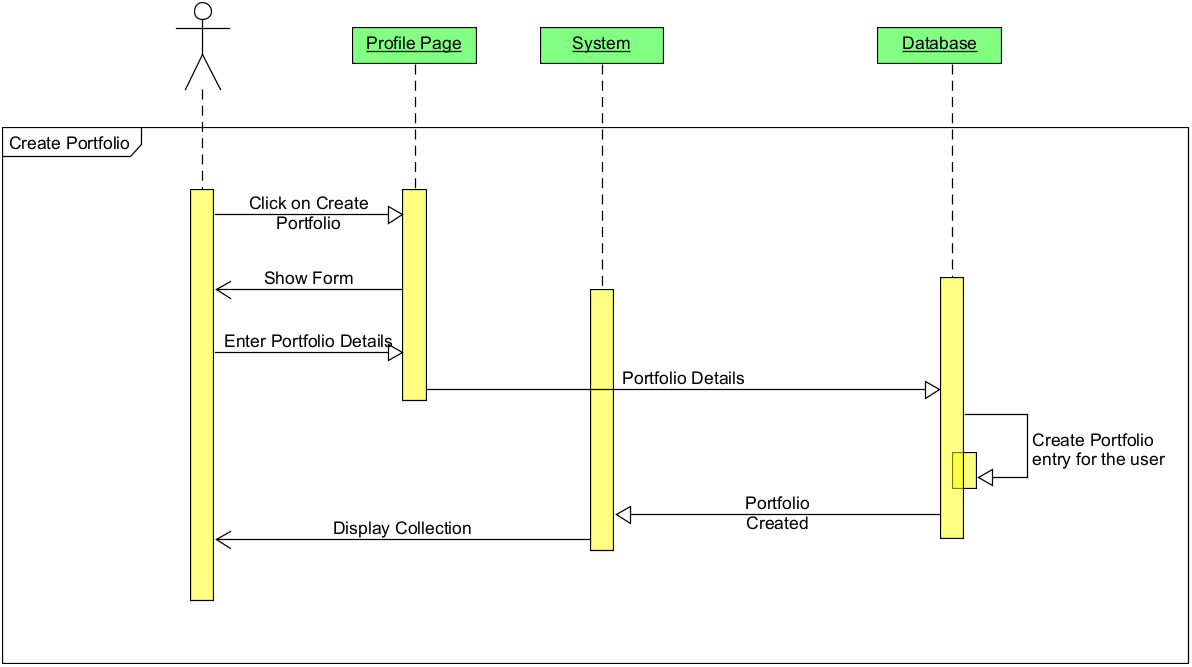 Profile Page
System
Database
Create Portfolio
Click on Create
Portfolio
Show Form
Enter Portfolio Details
Portfolio Details
Create Portfolio
entry for the user
Portfolio
Created
Display Collection